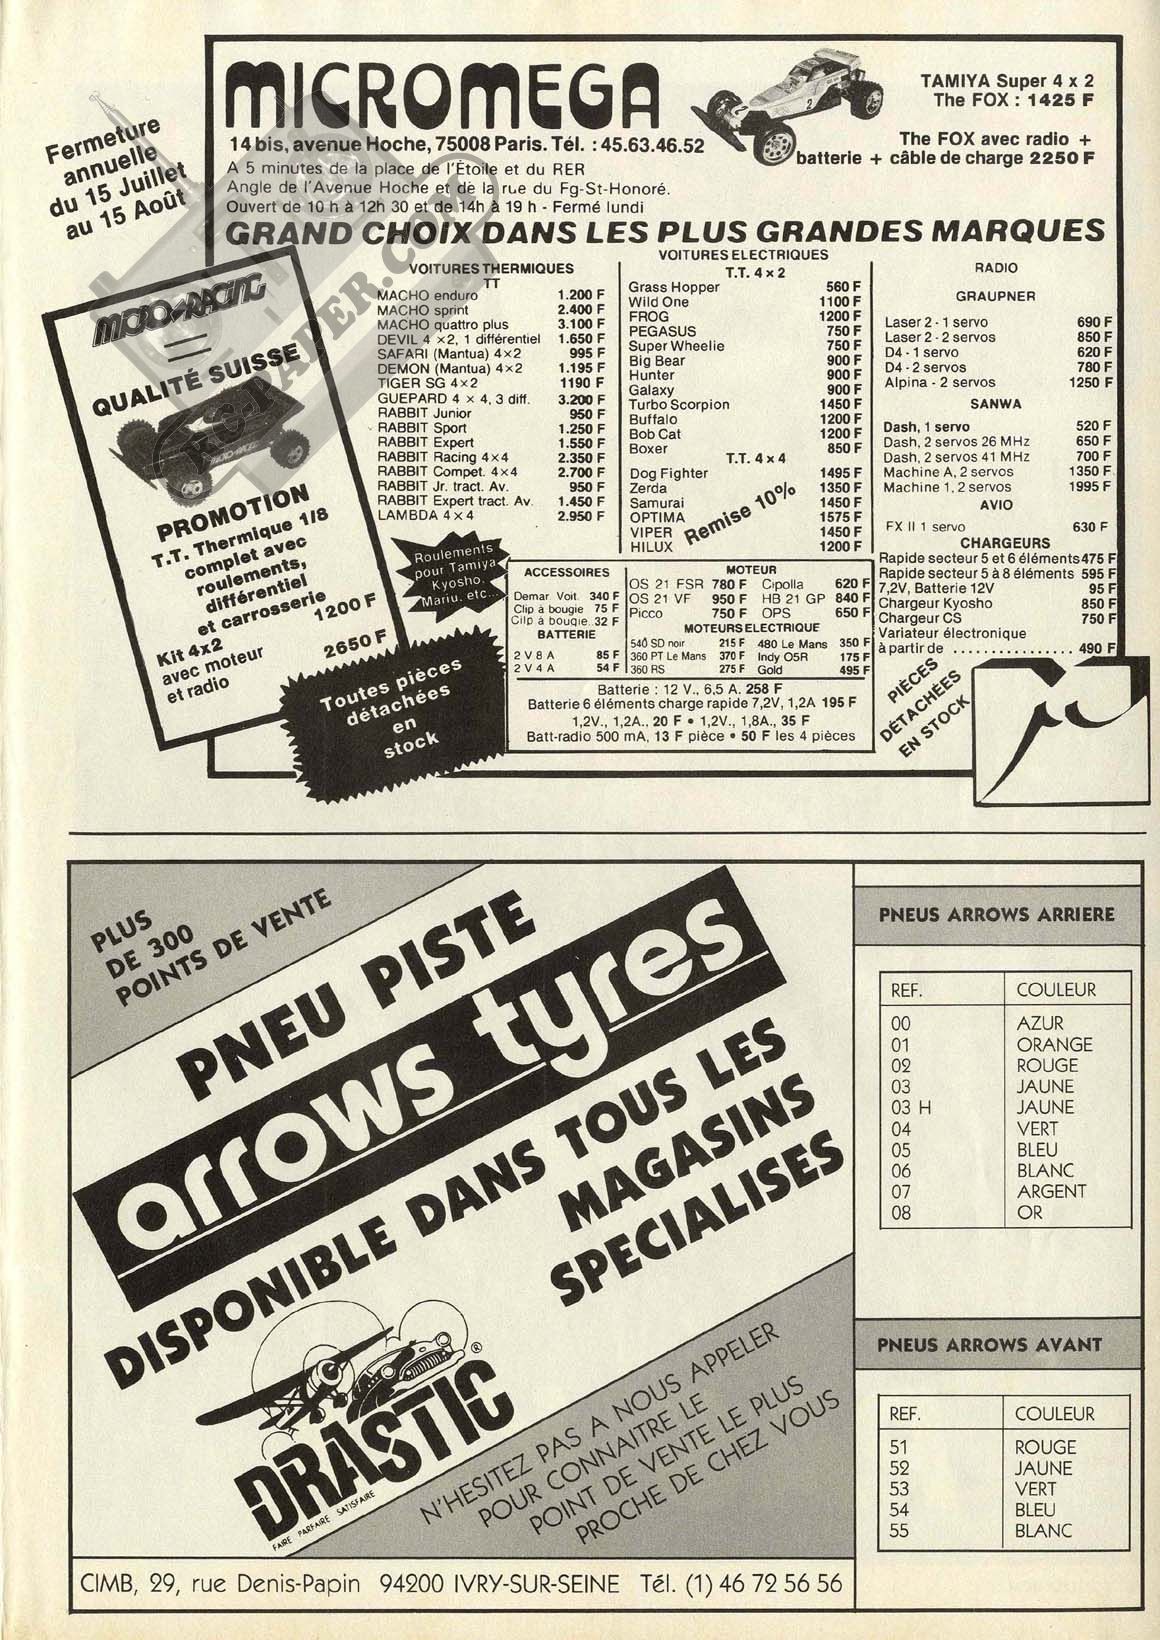 MICROMEGA
14 bis, avenue Hoche, 75008 Paris. Tél. : 45.63.46.52
A 5 minutes de la place de l'Étoile et du RER
Angle de l'Avenue Hoche et de la rue du Fg-St-Honoré.
Ouvert de 10 h à 12h 30 et de 14h à 19 h - Fermé lundi
TAMIYA Super 4 x 2
The FOX : 1425 F
The FOX avec radio +
batterie + câble de charge 2250 F
Fermeture
annuelle
du 15 Juillet
au 15 Août
GRAND CHOIX DANS LES PLUS GRANDES MARQUES
MICRO-RACING
QUALITÉ SUISSE
PROMOTION
T.T. Thermique 1/8
complet avec
roulements,
différentiel
et carrosserie
1200 F
Kit 4x2
avec moteur
et radio
2650 F
VOITURES THERMIQUES
TT
MACHO enduro 1.200 F
MACHO sprint 2.400 F
MACHO quattro plus 3.100 F
DEVIL 4 x2, 1 différentiel 1.650 F
SAFARI (Mantua) 4x2 995 F
DEMON (Mantua) 4x2 1.195 F
TIGER SG 4x2 1190 F
GUEPARD 4 x 4, 3 diff. 3.200 F
RABBIT Junior 950 F
RABBIT Sport 1.250 F
RABBIT Expert 1.550 F
RABBIT Racing 4x4 2.350 F
RABBIT Compet. 4x4 2.700 F
RABBIT Jr. tract. Av. 950 F
RABBIT Expert tract. Av. 1.450 F
LAMBDA 4 x 4 2.950 F
Roulements
pour Tamiya
Kyosho,
Mariu, etc...
Toutes pièces
détachées
en
stock
VOITURES ELECTRIQUES
T.T. 4 x 2
Grass Hopper 560 F
Wild One 1100 F
FROG 1200 F
PEGASUS 750 F
Super Wheelie 750 F
Big Bear 900 F
Hunter 900 F
Galaxy 900 F
Turbo Scorpion 1450 F
Buffalo 1200 F
Bob Cat 1200 F
Boxer 850 F
T.T. 4 x 4
Dog Fighter 1495 F
Zerda 1350 F
Samurai 1450 F
OPTIMA 1575 F
VIPER 1450 F
HILUX 1200 F
Remise 10%
RADIO
GRAUPNER
Laser 2 - 1 servo 690 F
Laser 2 - 2 servos 850 F
D4 - 1 servo 620 F
D4 - 2 servos 780 F
Alpina - 2 servos 1250 F
SANWA
Dash, 1 servo 520 F
Dash, 2 servos 26 MHz 650 F
Dash, 2 servos 41 MHz 700 F
Machine A, 2 servos 1350 F
Machine 1, 2 servos 1995 F
AVIO
FX II 1 servo 630 F
CHARGEURS
Rapide secteur 5 et 6 éléments 475 F
Rapide secteur 5 à 8 éléments 595 F
7,2V, Batterie 12V 95 F
Chargeur Kyosho 850 F
Chargeur CS 750 F
Variateur électronique
à partir de ................ 490 F
PIÈCES
DÉTACHÉES
EN STOCK
ACCESSOIRES
Demar. Voit. 340 F
Clip à bougie 75 F
Clip à bougie. 32 F
BATTERIE
2 V 8 A 85 F
2 V 4 A 54 F
MOTEUR
OS 21 FSR 780 F Cipolla 620 F
OS 21 VF 950 F HB 21 GP 840 F
Picco 750 F OPS 650 F
MOTEURS ELECTRIQUE
540 SD noir 215 F 480 Le Mans 350 F
360 PT Le Mans 370 F Indy O5R 175 F
360 RS 275 F Gold 495 F
Batterie : 12 V., 6,5 A. 258 F
Batterie 6 éléments charge rapide 7,2V, 1,2A 195 F
1,2V., 1,2A.. 20 F • 1,2V., 1,8A., 35 F
Batt-radio 500 mA, 13 F pièce • 50 F les 4 pièces
RC-PAPER.COM
PLUS
DE 300
POINTS DE VENTE
PNEU PISTE
arrows tyres
DISPONIBLE DANS TOUS LES
MAGASINS
SPECIALISES
DRASTIC ®
FAIRE PARFAIRE SATISFAIRE
N'HESITEZ PAS A NOUS APPELER
POUR CONNAITRE LE
POINT DE VENTE LE PLUS
PROCHE DE CHEZ VOUS
CIMB, 29, rue Denis-Papin 94200 IVRY-SUR-SEINE Tél. (1) 46 72 56 56
PNEUS ARROWS ARRIERE
REF. COULEUR
00 AZUR
01 ORANGE
02 ROUGE
03 JAUNE
03 H JAUNE
04 VERT
05 BLEU
06 BLANC
07 ARGENT
08 OR
PNEUS ARROWS AVANT
REF. COULEUR
51 ROUGE
52 JAUNE
53 VERT
54 BLEU
55 BLANC